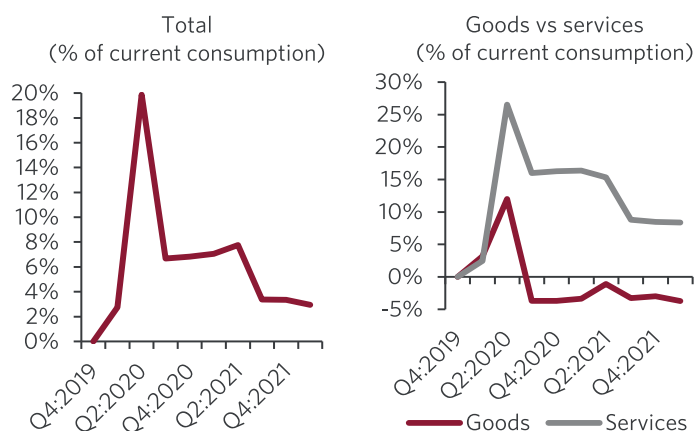 Total
(% of current consumption)
20%
18%
16%
14%
12%
10%
8%
6%
4%
2%
0%
Q4:2019
Q2:2020
Q4:2020
Q2:2021
Q4:2021
Goods vs services
(% of current consumption)
30%
25%
20%
15%
10%
5%
0%
-5%
Q4:2019
Q2:2020
Q4:2020
Q2:2021
Q4:2021
Goods
Services